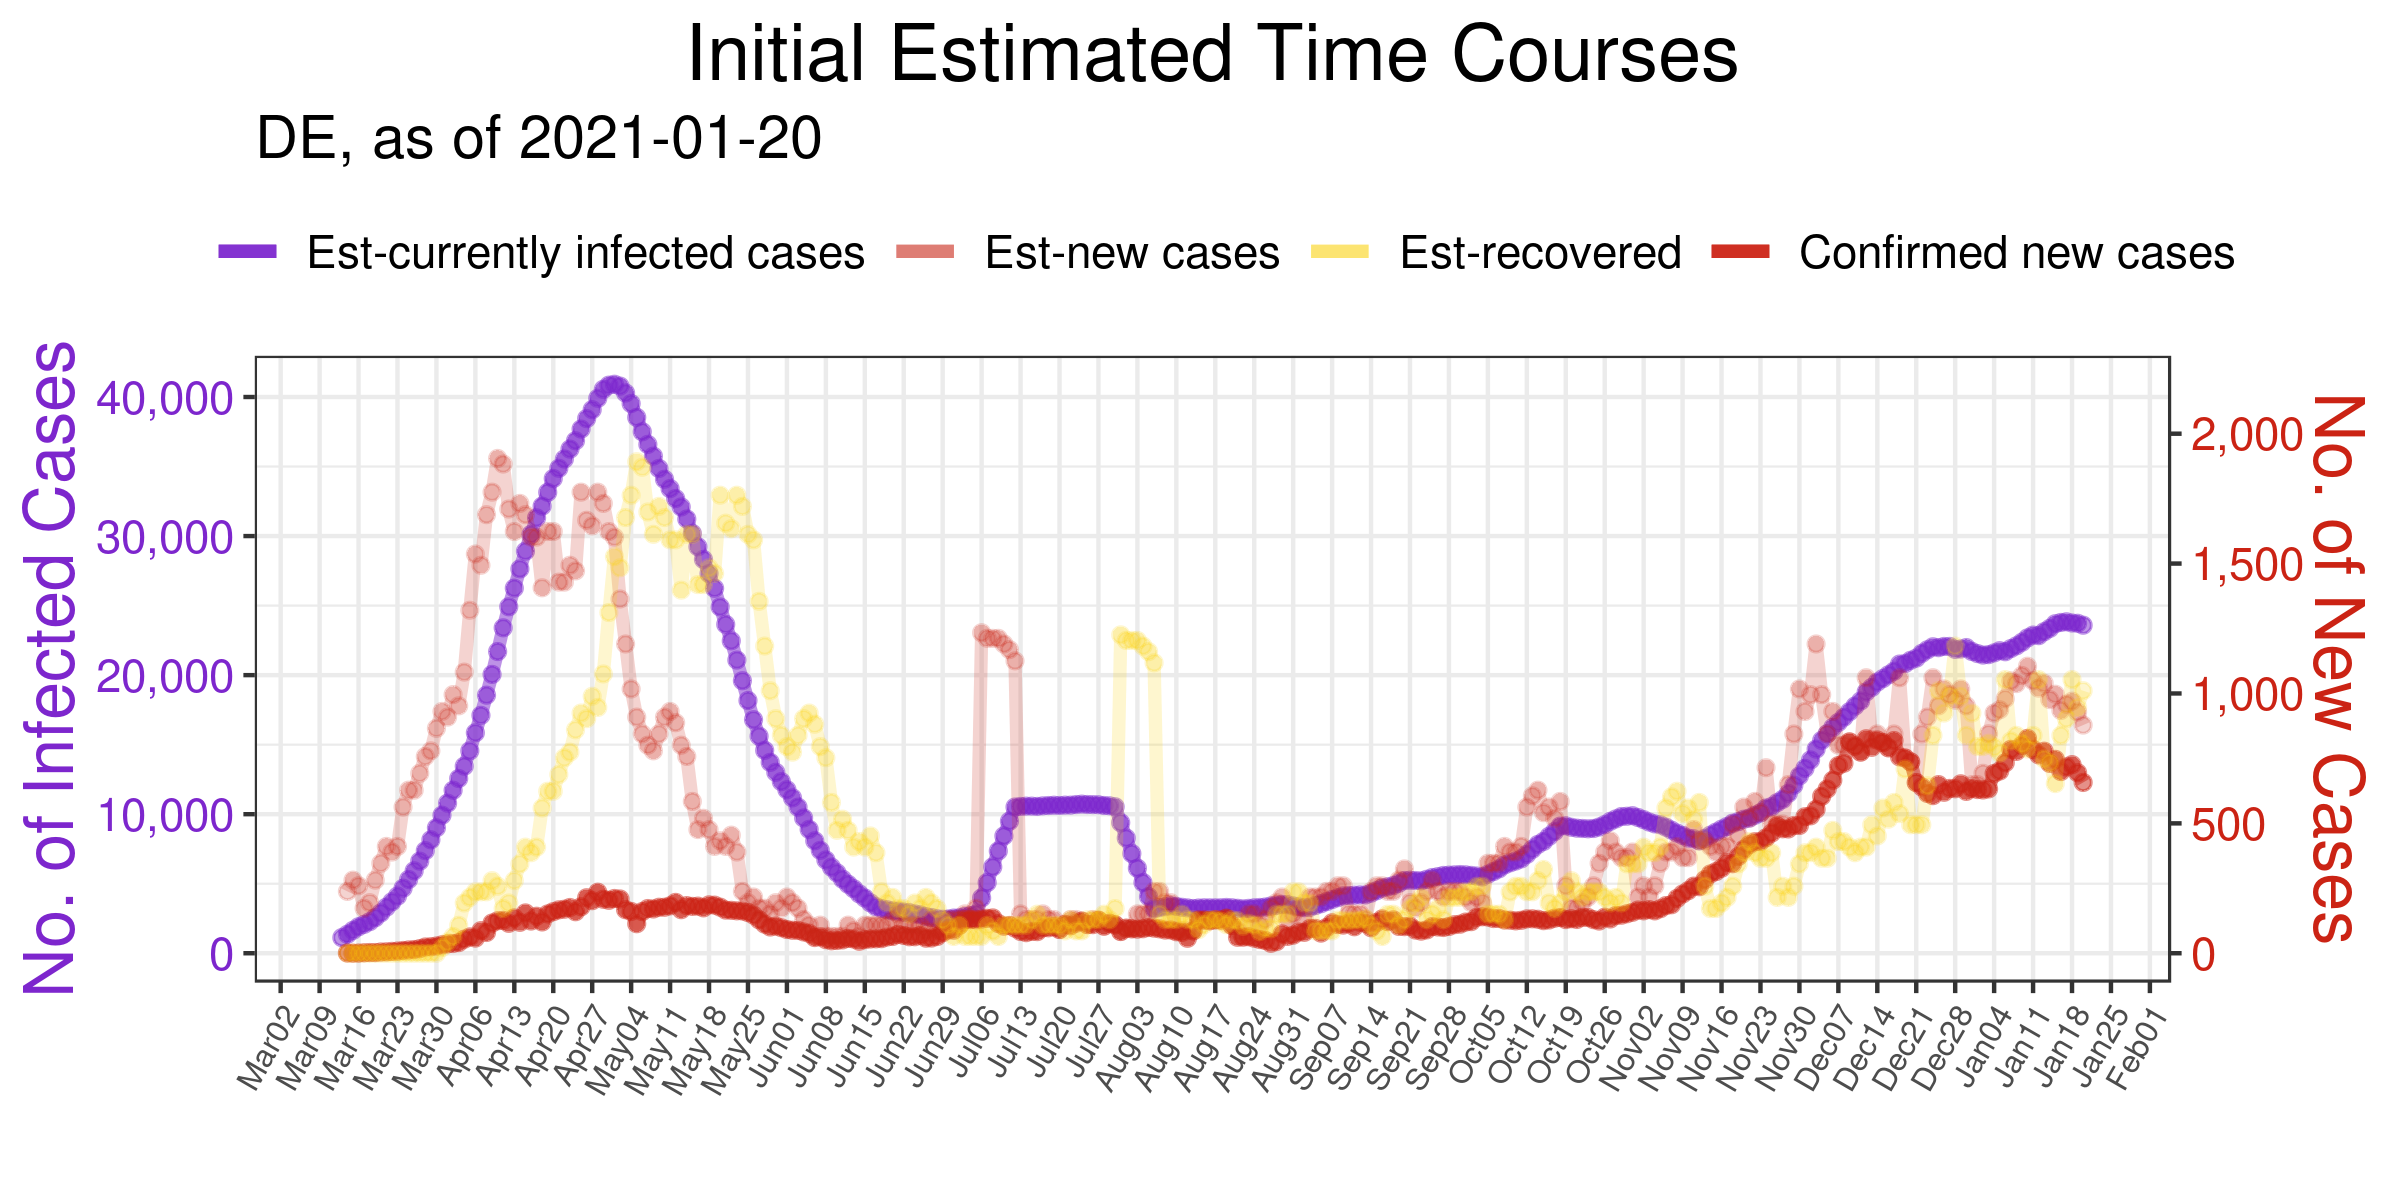 Initial Estimated Time Courses
DE, as of 2021-01-20
Est-currently infected cases Est-new cases Est-recovered Confirmed new cases
No. of Infected Cases
40,000
30,000
20,000
10,000
0
No. of New Cases
2,000
1,500
1,000
500
0
Mar02 Mar09 Mar16 Mar23 Mar30 Apr06 Apr13 Apr20 Apr27 May04 May11 May18 May25 Jun01 Jun08 Jun15 Jun22 Jun29 Jul06 Jul13 Jul20 Jul27 Aug03 Aug10 Aug17 Aug24 Aug31 Sep07 Sep14 Sep21 Sep28 Oct05 Oct12 Oct19 Oct26 Nov02 Nov09 Nov16 Nov23 Nov30 Dec07 Dec14 Dec21 Dec28 Jan04 Jan11 Jan18 Jan25 Feb01